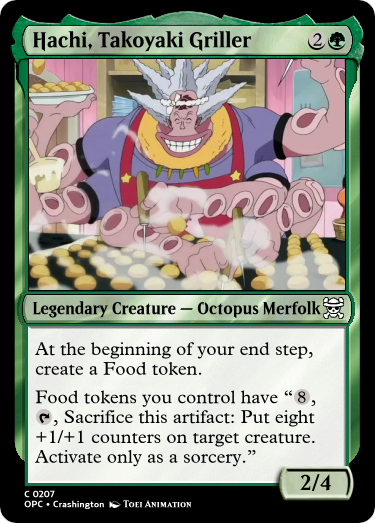 Hachi, Takoyaki Griller 2
Legendary Creature — Octopus Merfolk
At the beginning of your end step,
create a Food token.
Food tokens you control have “8,
, Sacrifice this artifact: Put eight
+1/+1 counters on target creature.
Activate only as a sorcery.”
2/4
C 0207
OPC • Crashington Toei Animation